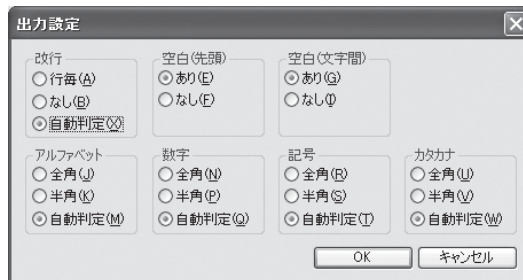 出力設定
改行
行毎(A)
なし(B)
自動判定(X)
空白(先頭)
あり(E)
なし(F)
空白(文字間)
あり(G)
なし(I)
アルファベット
全角(J)
半角(K)
自動判定(M)
数字
全角(N)
半角(P)
自動判定(Q)
記号
全角(R)
半角(S)
自動判定(T)
カタカナ
全角(U)
半角(V)
自動判定(W)
OK
キャンセル